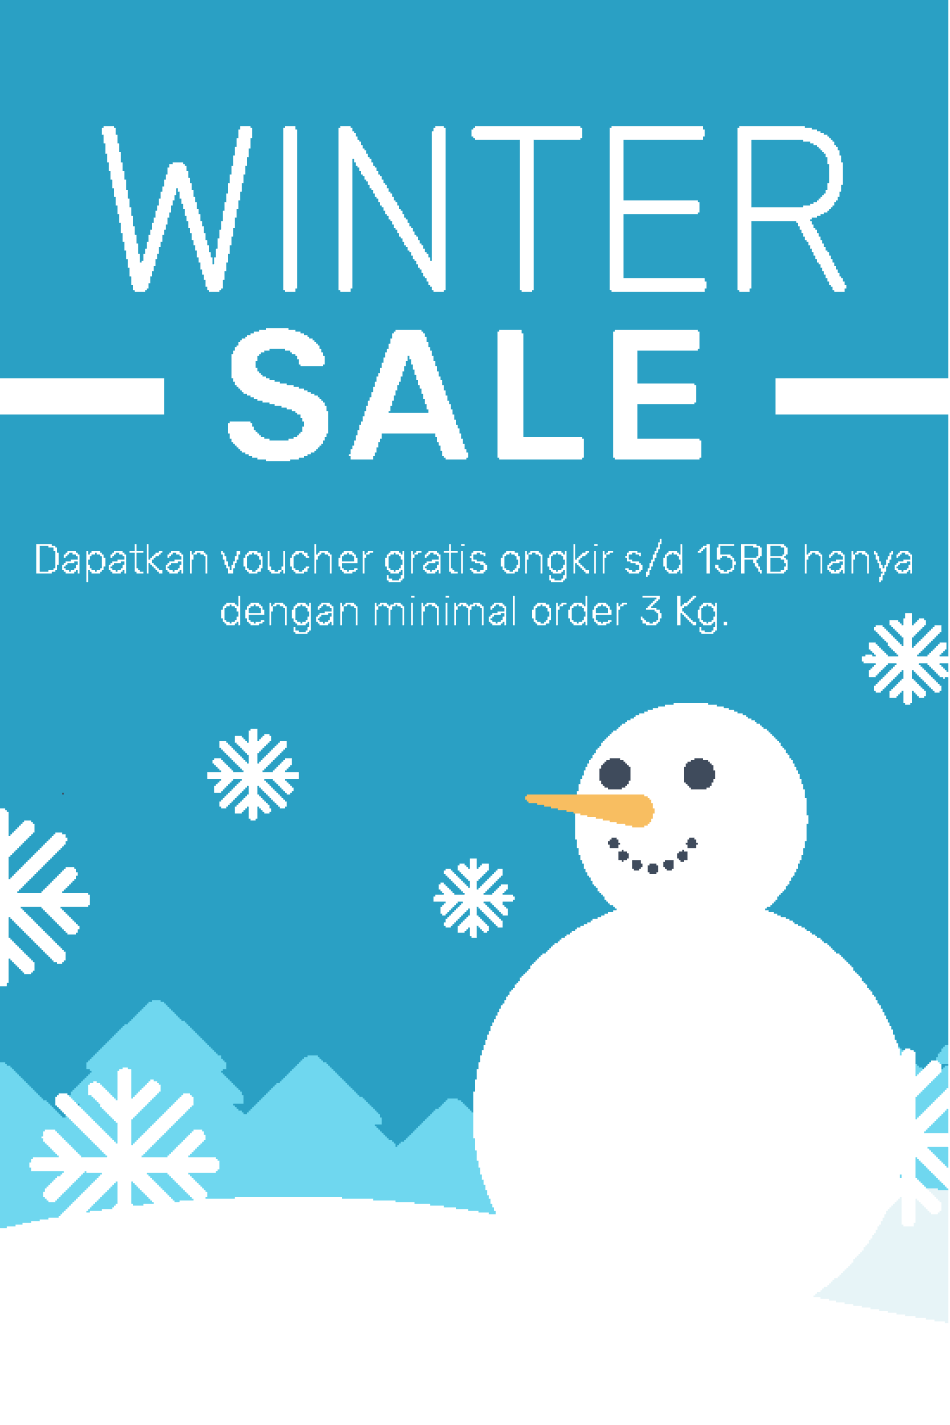 WINTER
SALE
Dapatkan voucher gratis ongkir s/d 15RB hanya
dengan minimal order 3 Kg.